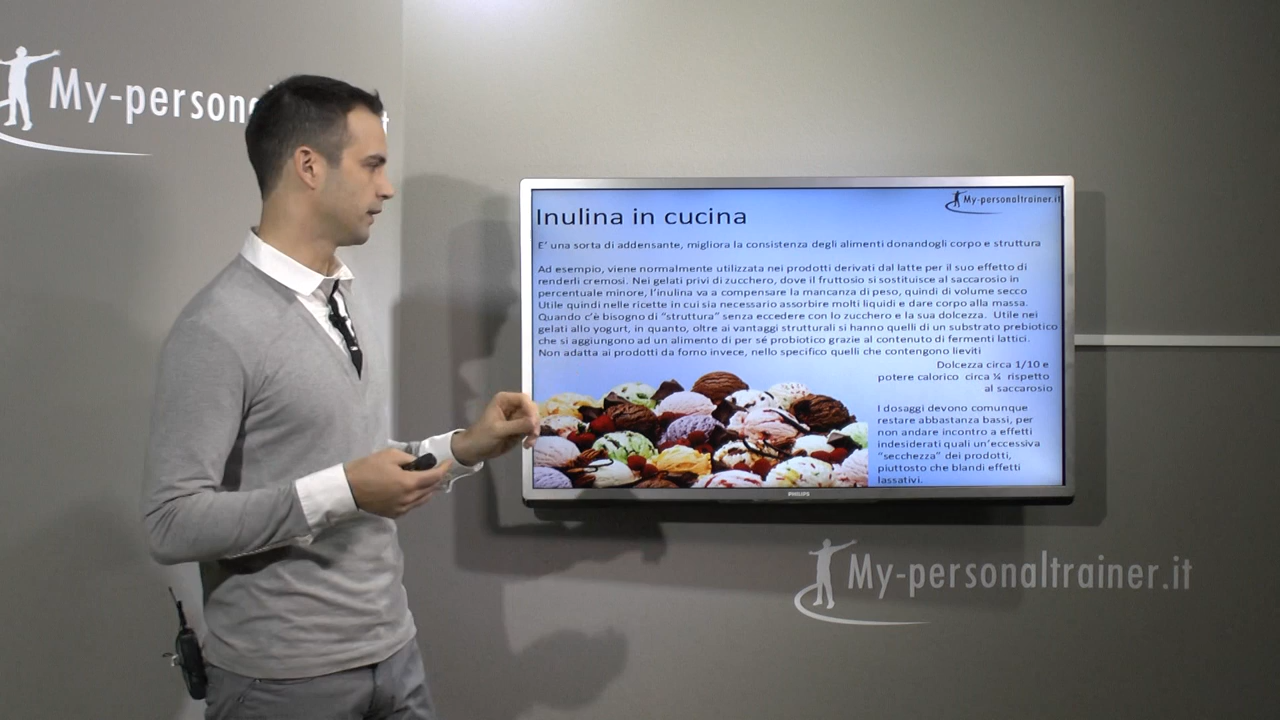 My-persona
t
My-personaltrainer.it
Inulina in cucina
E' una sorta di addensante, migliora la consistenza degli alimenti donandogli corpo e struttura
Ad esempio, viene normalmente utilizzata nei prodotti derivati dal latte per il suo effetto di
renderli cremosi. Nei gelati privi di zucchero, dove il fruttosio si sostituisce al saccarosio in
percentuale minore, l'inulina va a compensare la mancanza di peso, quindi di volume secco
Utile quindi nelle ricette in cui sia necessario assorbire molti liquidi e dare corpo alla massa.
Quando c'è bisogno di "struttura" senza eccedere con lo zucchero e la sua dolcezza. Utile nei
gelati allo yogurt, in quanto, oltre ai vantaggi strutturali si hanno quelli di un substrato prebiotico
che si aggiungono ad un alimento di per sé probiotico grazie al contenuto di fermenti lattici.
Non adatta ai prodotti da forno invece, nello specifico quelli che contengono lieviti
Dolcezza circa 1/10 e
potere calorico circa ¼ rispetto
al saccarosio
I dosaggi devono comunque
restare abbastanza bassi, per
non andare incontro a effetti
indesiderati quali un'eccessiva
"secchezza" dei prodotti,
piuttosto che blandi effetti
lassativi.
PHILIPS
My-personaltrainer.it